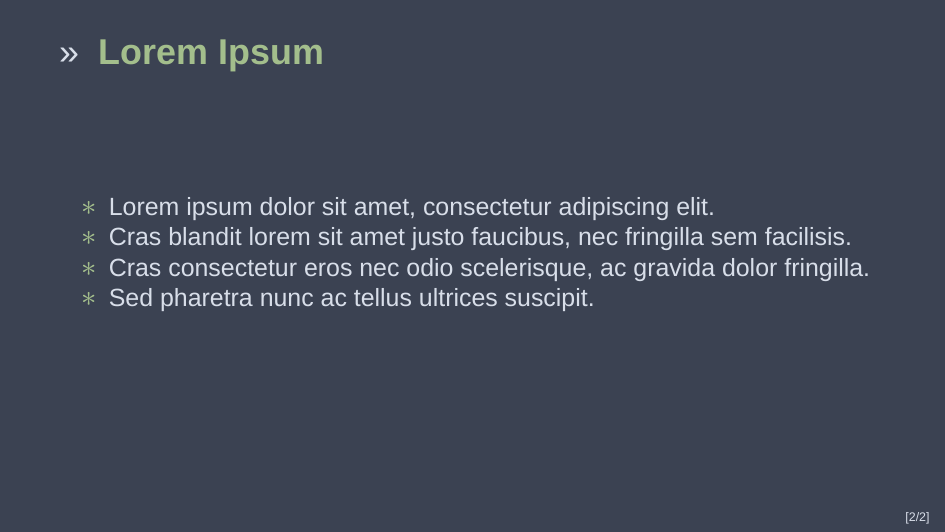 » Lorem Ipsum
∗ Lorem ipsum dolor sit amet, consectetur adipiscing elit.
∗ Cras blandit lorem sit amet justo faucibus, nec fringilla sem facilisis.
∗ Cras consectetur eros nec odio scelerisque, ac gravida dolor fringilla.
∗ Sed pharetra nunc ac tellus ultrices suscipit.
[2/2]